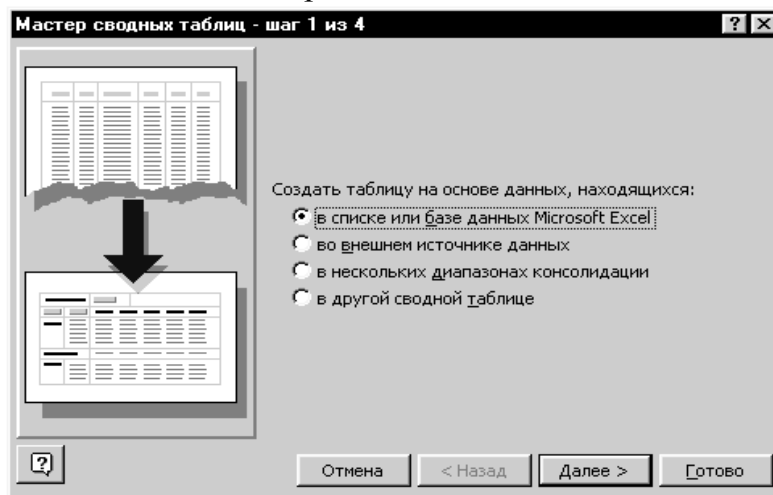 Мастер сводных таблиц - шаг 1 из 4
Создать таблицу на основе данных, находящихся:
в списке или базе данных Microsoft Excel
во внешнем источнике данных
в нескольких диапазонах консолидации
в другой сводной таблице
Отмена < Назад Далее > Готово